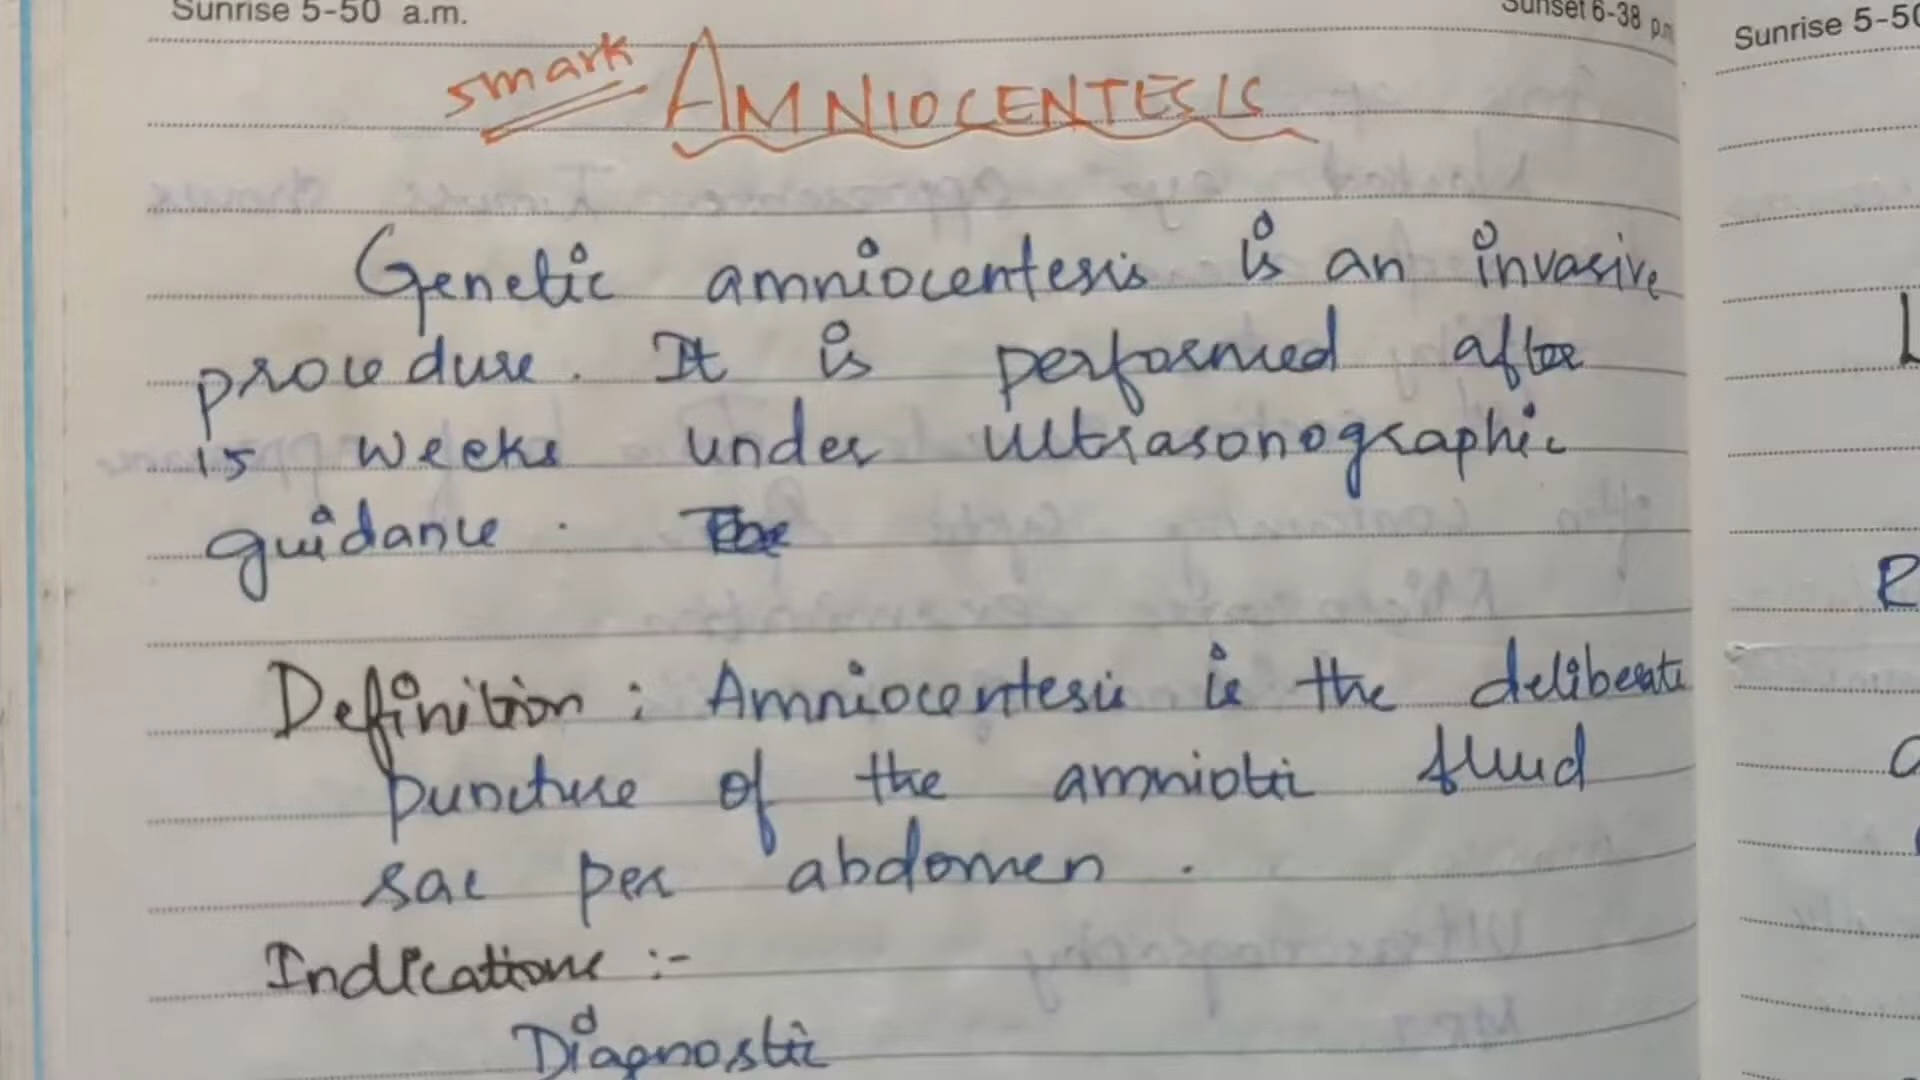 Sunrise 5-50 a.m.
Sunset 6-38 p.m
Sunrise 5-50
5mark AMNIOCENTESIS
Genetic amniocentesis is an invasive
procedure. It is performed after
15 weeks under ultrasonographic
guidance.
Definition : Amniocentesis is the deliberate
puncture of the amniotic fluid
sac per abdomen.
Indications :-
Diagnostic